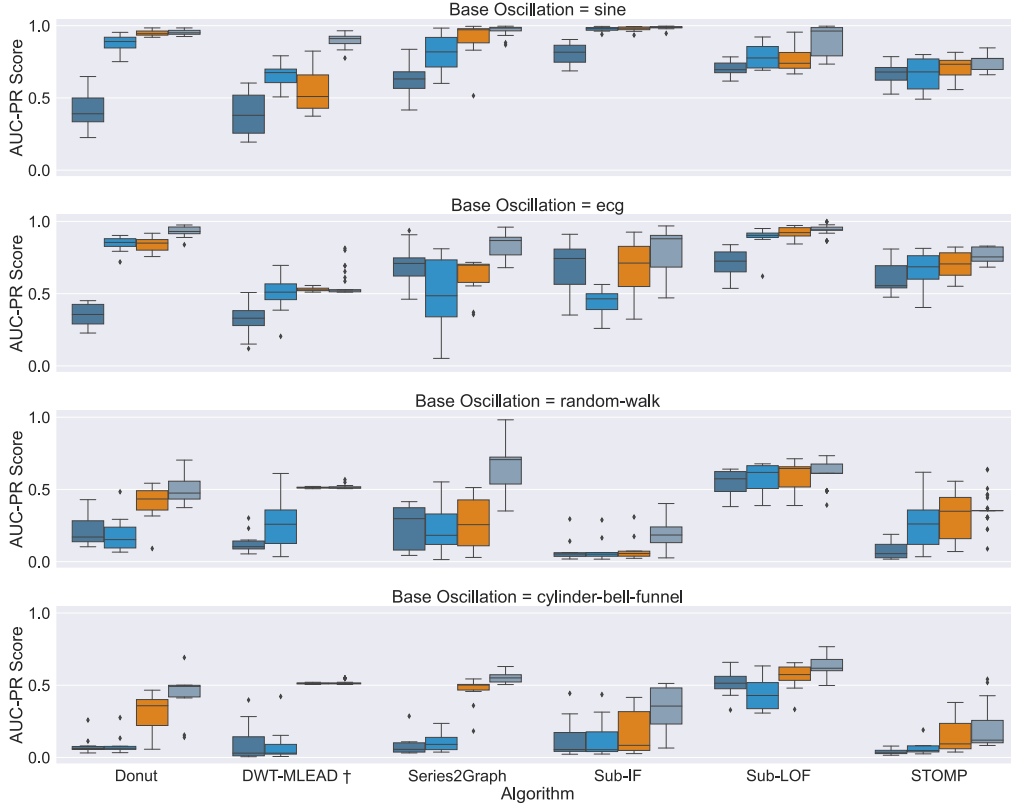 Base Oscillation = sine
AUC-PR Score
1.0
0.5
0.0
Base Oscillation = ecg
AUC-PR Score
1.0
0.5
0.0
Base Oscillation = random-walk
AUC-PR Score
1.0
0.5
0.0
Base Oscillation = cylinder-bell-funnel
AUC-PR Score
1.0
0.5
0.0
Donut DWT-MLEAD † Series2Graph Sub-IF Sub-LOF STOMP
Algorithm